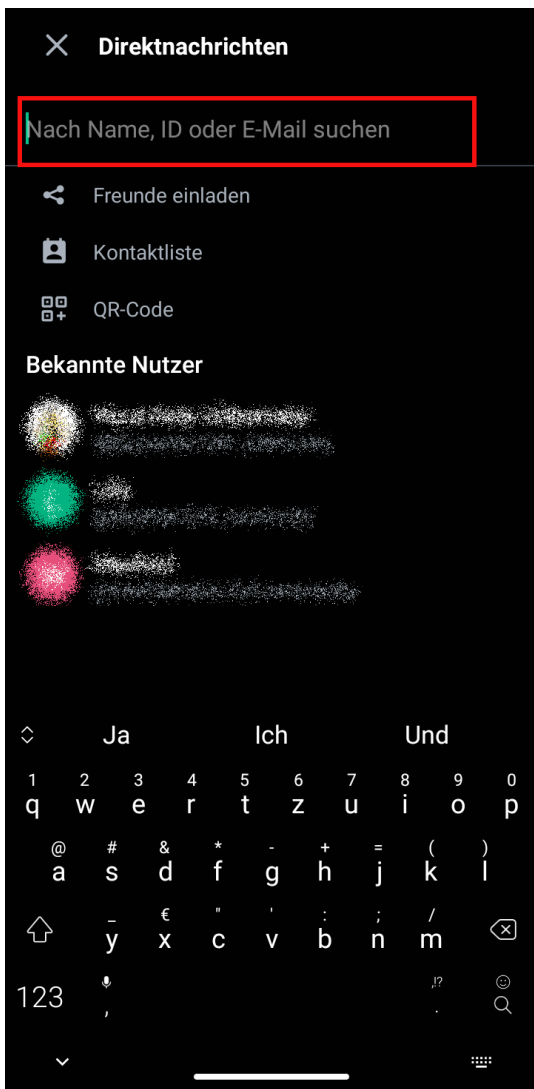 Direktnachrichten
Nach Name, ID oder E-Mail suchen
Freunde einladen
Kontaktliste
QR-Code
Bekannte Nutzer
Ja Ich Und
1 2 3 4 5 6 7 8 9 0
q w e r t z u i o p
@ # & * - + = ( )
a s d f g h j k l
_ € " ' : ; /
y x c v b n m
,!?
123 , .